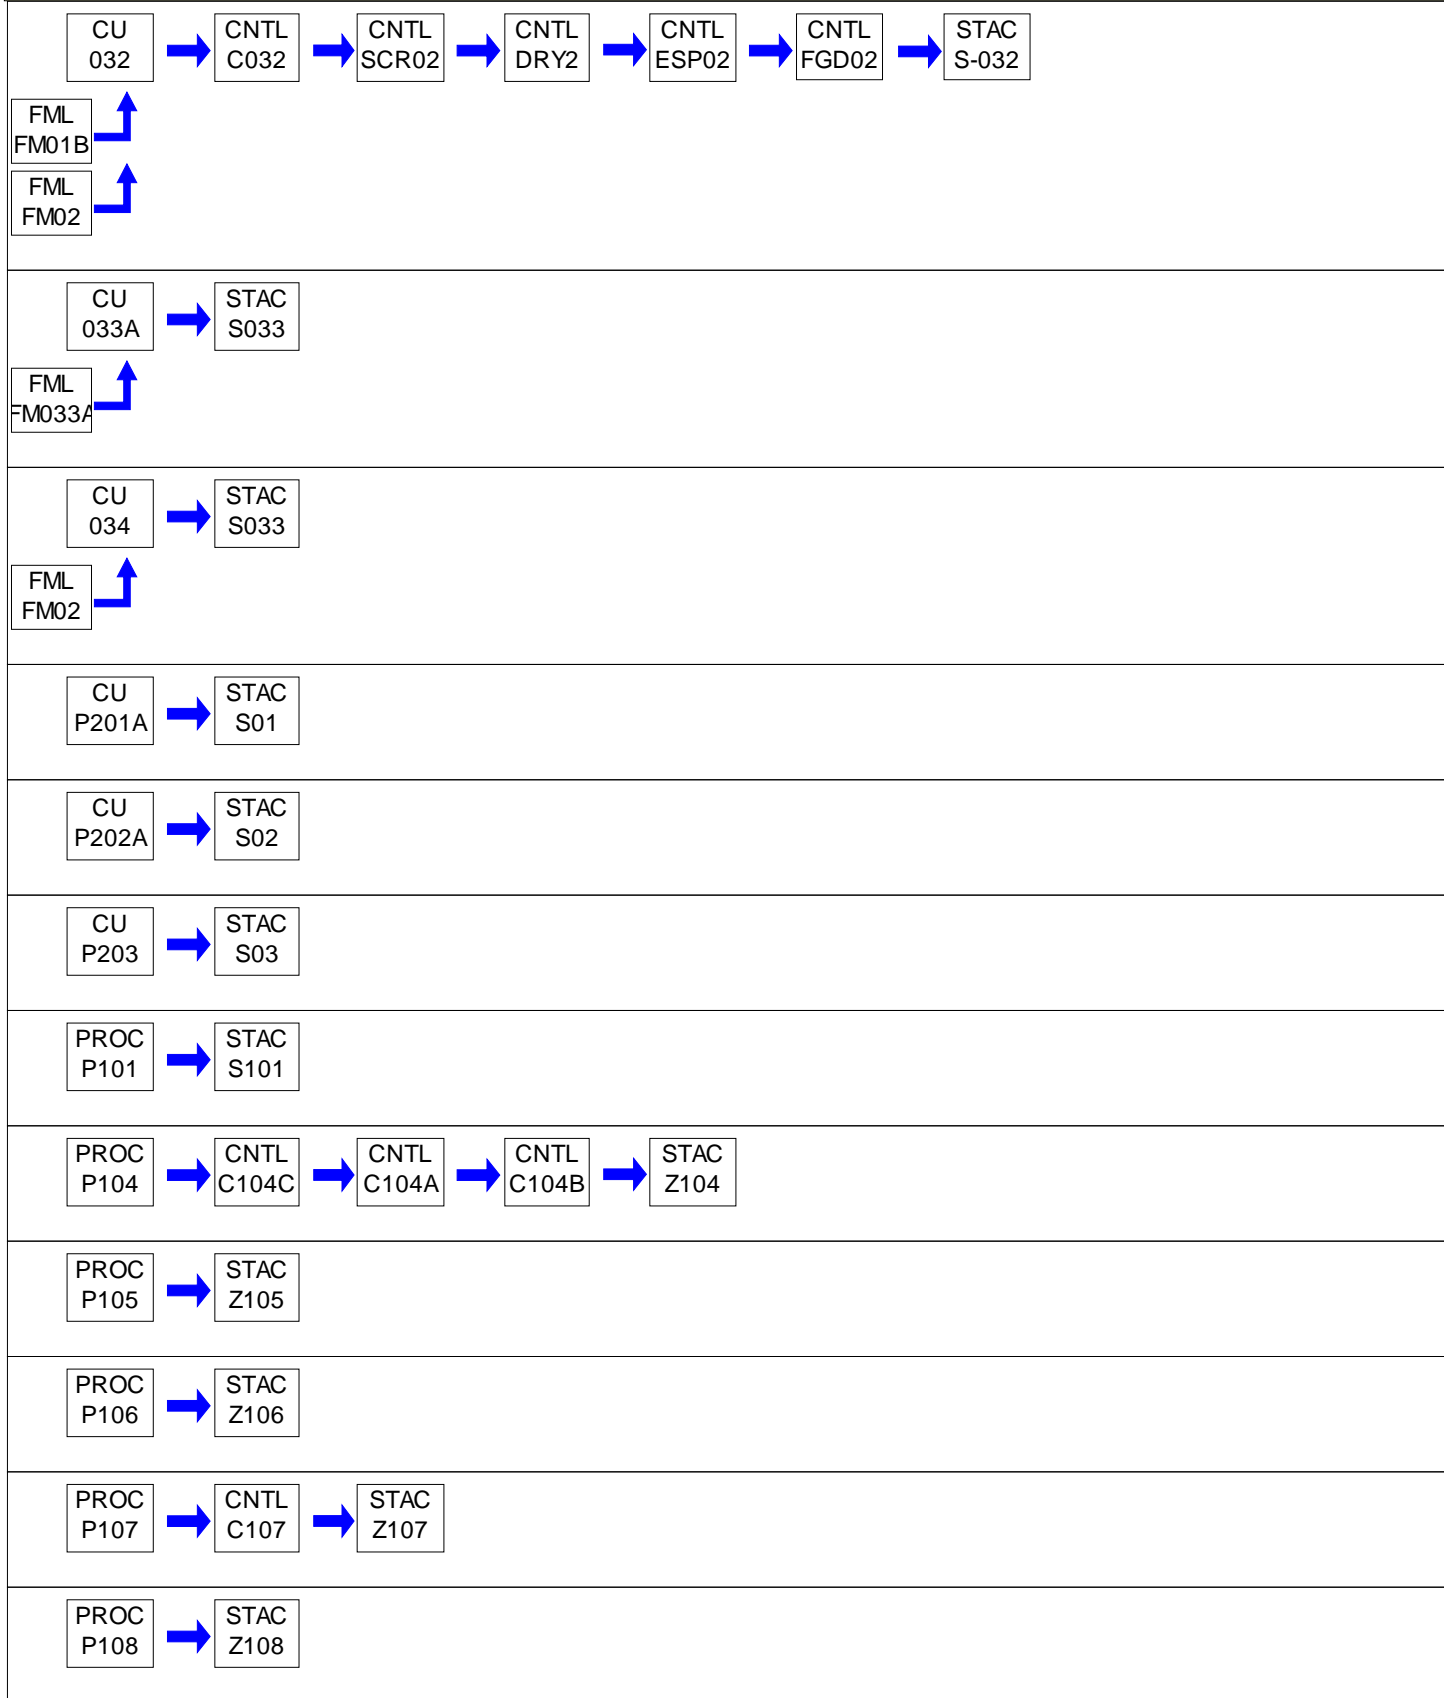 CU
032
CNTL
C032
CNTL
SCR02
CNTL
DRY2
CNTL
ESP02
CNTL
FGD02
STAC
S-032
FML
FM01B
FML
FM02
CU
033A
STAC
S033
FML
FM033A
CU
034
STAC
S033
FML
FM02
CU
P201A
STAC
S01
CU
P202A
STAC
S02
CU
P203
STAC
S03
PROC
P101
STAC
S101
PROC
P104
CNTL
C104C
CNTL
C104A
CNTL
C104B
STAC
Z104
PROC
P105
STAC
Z105
PROC
P106
STAC
Z106
PROC
P107
CNTL
C107
STAC
Z107
PROC
P108
STAC
Z108